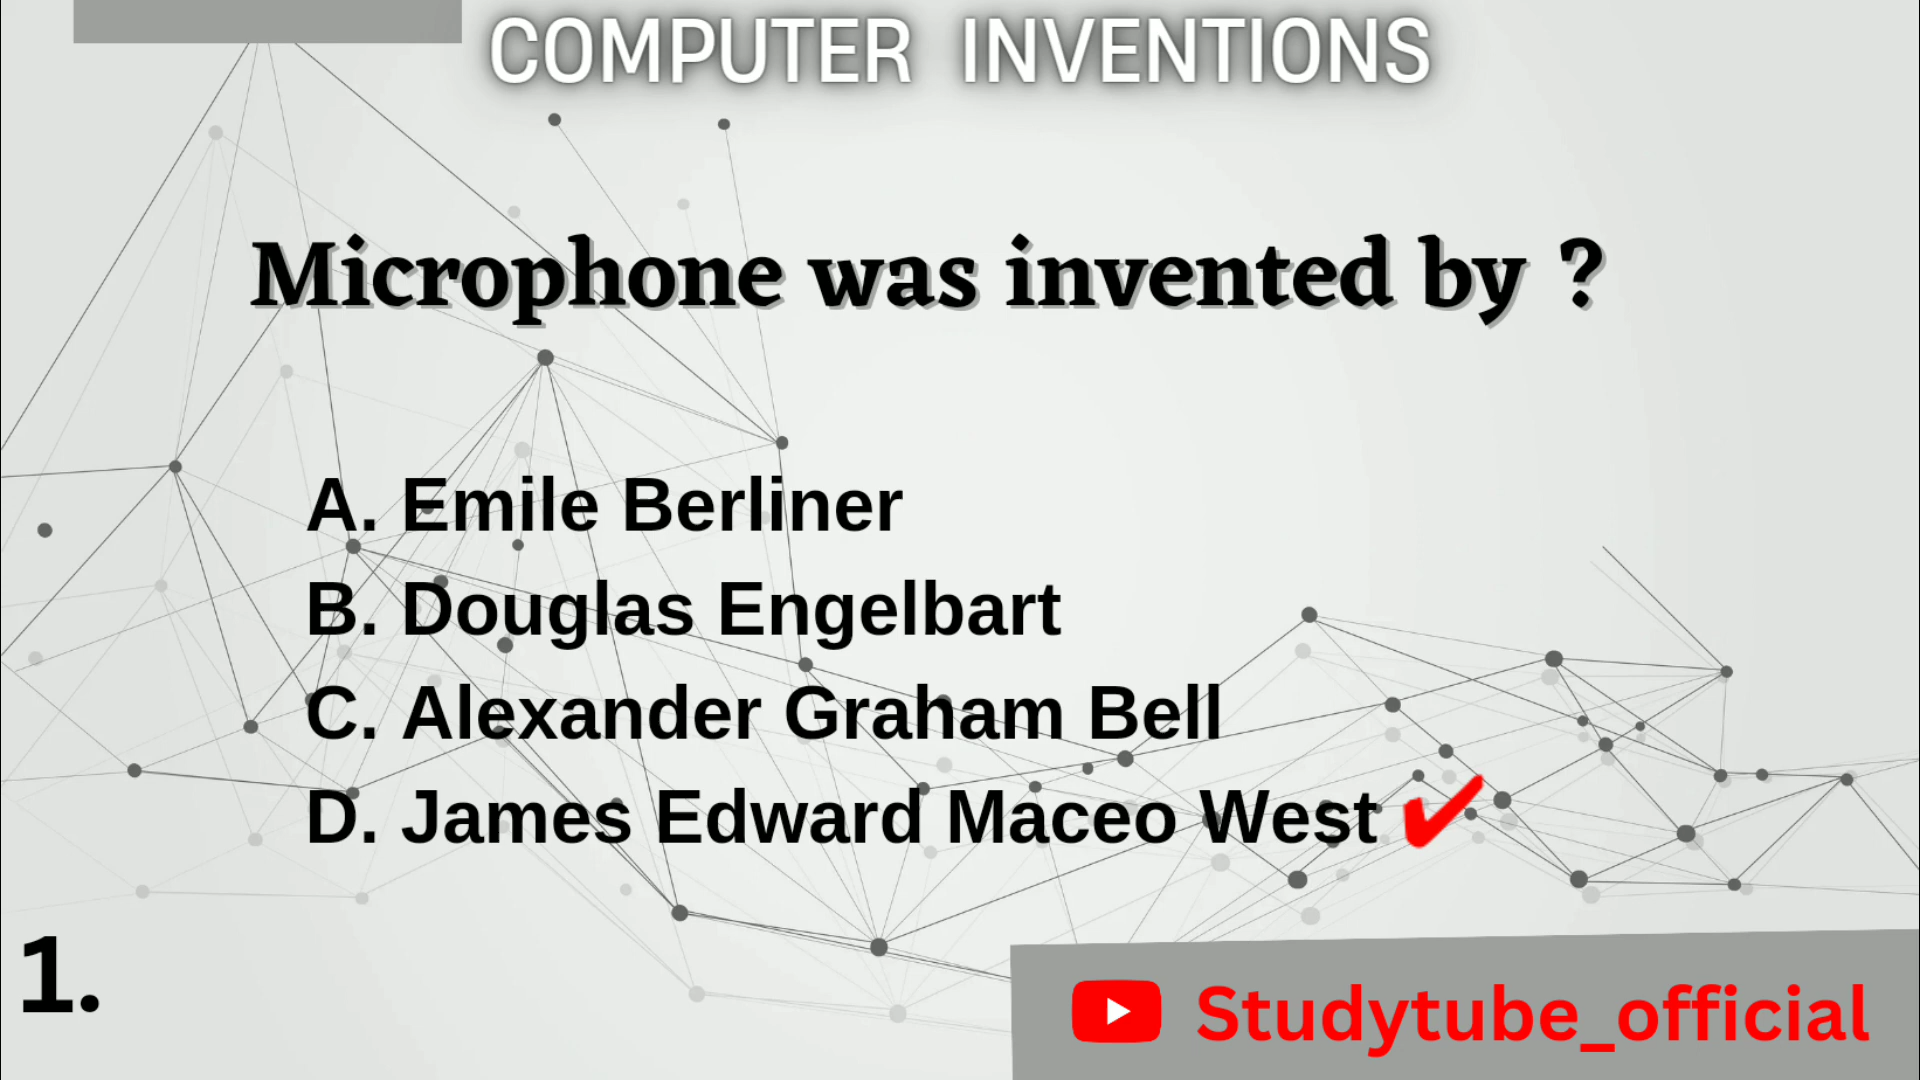 COMPUTER INVENTIONS
Microphone was invented by ?
A. Emile Berliner
B. Douglas Engelbart
C. Alexander Graham Bell
D. James Edward Maceo West ✔
1.
Studytube_official